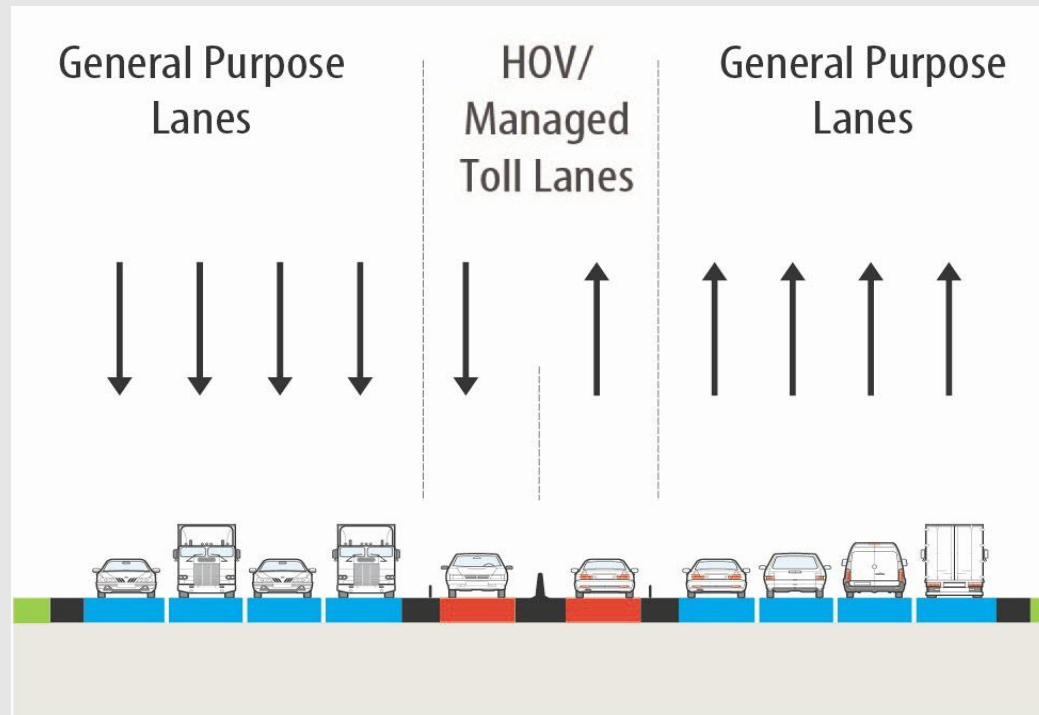 General Purpose
Lanes
HOV/
Managed
Toll Lanes
General Purpose
Lanes